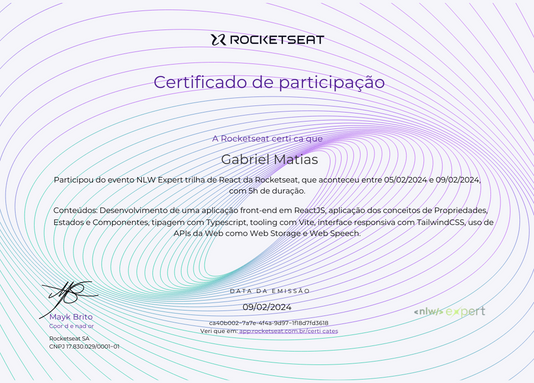 ROCKETSEAT
Certificado de participação
A Rocketseat certi ca que
Gabriel Matias
Participou do evento NLW Expert trilha de React da Rocketseat, que aconteceu entre 05/02/2024 e 09/02/2024,
com 5h de duração.
Conteúdos: Desenvolvimento de uma aplicação front-end em ReactJS, aplicação dos conceitos de Propriedades,
Estados e Componentes, tipagem com Typescript, tooling com Vite, interface responsiva com TailwindCSS, uso de
APIs da Web como Web Storage e Web Speech.
Mayk Brito
Coor d e nad or
Rocketseat SA
CNPJ 17.830.029/0001-01
DATA DA EMISSÃO
09/02/2024
ca40b002-7a7e-4f4a-9d97-1f18d7fd3618
Veri que em: app.rocketseat.com.br/certi cates
<nlw/> expert